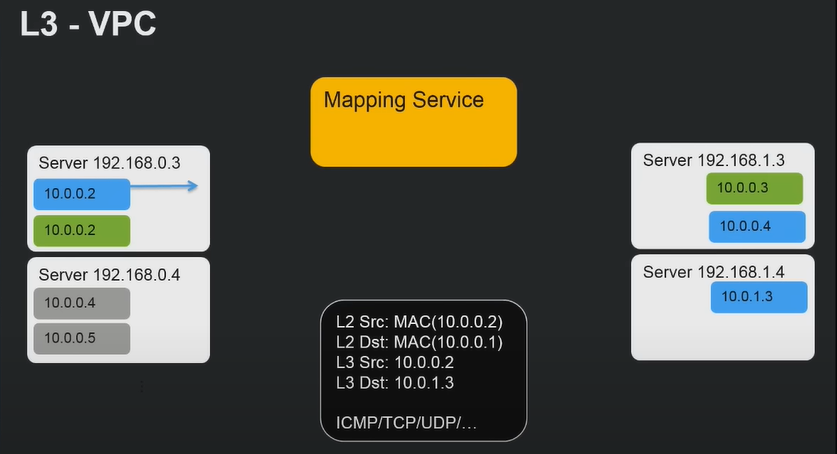 L3 - VPC
Mapping Service
Server 192.168.0.3
10.0.0.2
10.0.0.2
Server 192.168.0.4
10.0.0.4
10.0.0.5
Server 192.168.1.3
10.0.0.3
10.0.0.4
Server 192.168.1.4
10.0.1.3
L2 Src: MAC(10.0.0.2)
L2 Dst: MAC(10.0.0.1)
L3 Src: 10.0.0.2
L3 Dst: 10.0.1.3
ICMP/TCP/UDP/…